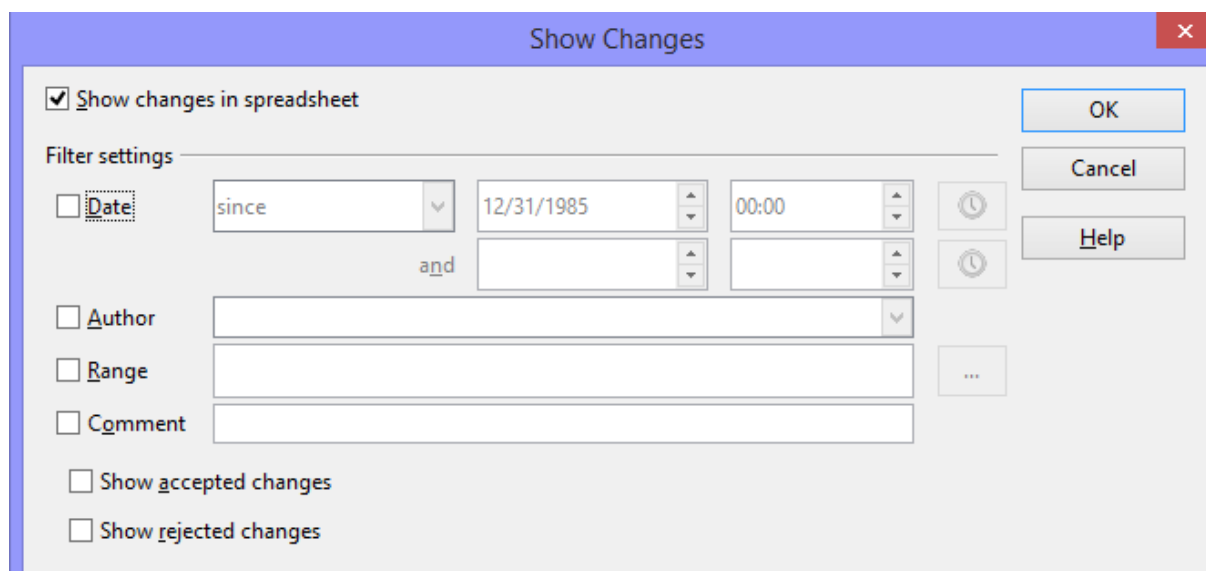 Show Changes
Show changes in spreadsheet
OK
Filter settings
Cancel
Date since 12/31/1985 00:00
Help
and
Author
Range ...
Comment
Show accepted changes
Show rejected changes